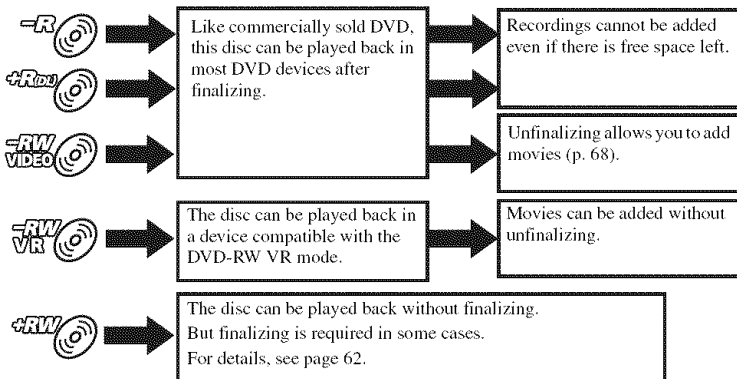 -R
Like commercially sold DVD,
this disc can be played back in
most DVD devices after
finalizing.
Recordings cannot be added
even if there is free space left.
+R(DL)
-RW
VIDEO
Unfinalizing allows you to add
movies (p. 68).
-RW
VR
The disc can be played back in
a device compatible with the
DVD-RW VR mode.
Movies can be added without
unfinalizing.
+RW
The disc can be played back without finalizing.
But finalizing is required in some cases.
For details, see page 62.